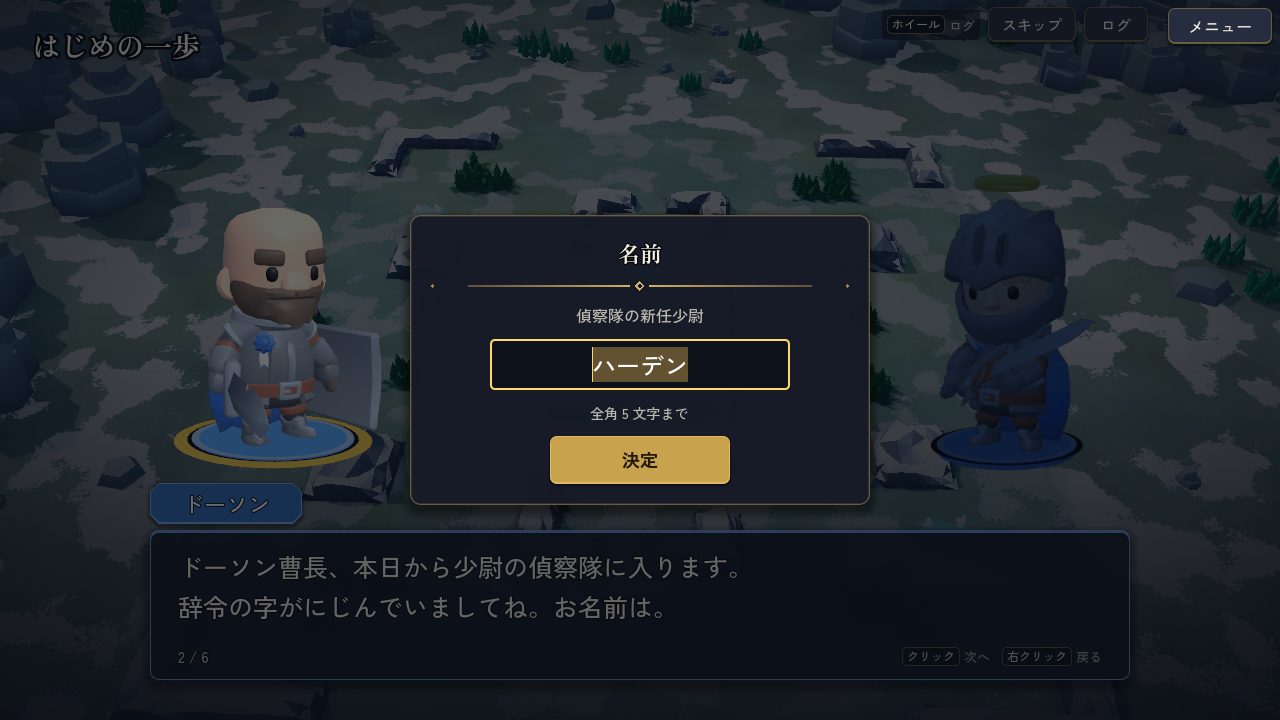 はじめの一歩
ホイール ログ
スキップ
ログ
メニュー
名前
偵察隊の新任少尉
ハーデン
全角5文字まで
決定
ドーソン
ドーソン曹長、本日から少尉の偵察隊に入ります。
辞令の字がにじんでいましてね。お名前は。
2 / 6
クリック 次へ 右クリック 戻る